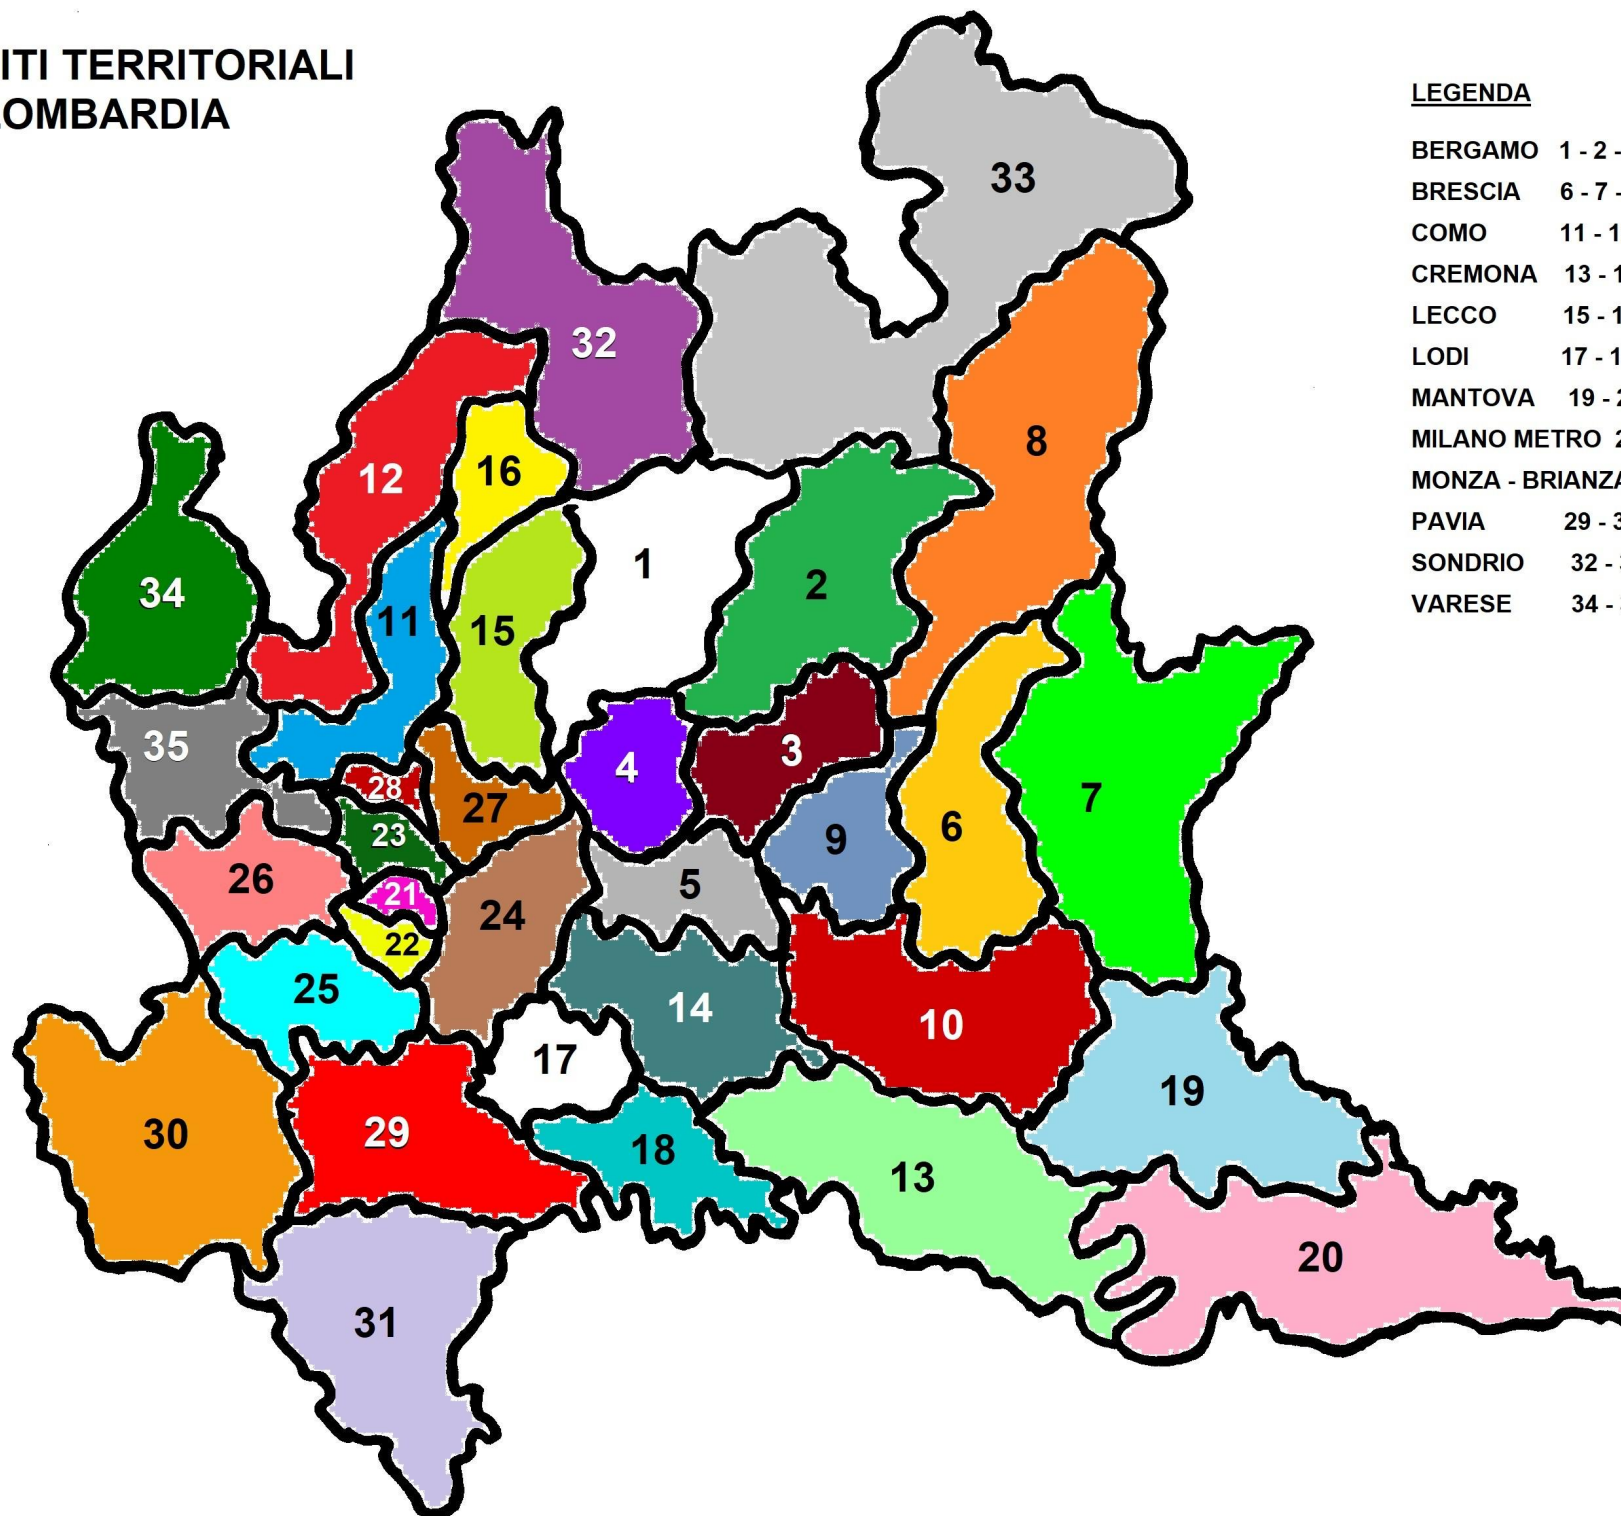 ITI TERRITORIALI
LOMBARDIA
LEGENDA
BERGAMO 1 - 2 -
BRESCIA 6 - 7 -
COMO 11 - 1
CREMONA 13 - 1
LECCO 15 - 1
LODI 17 - 1
MANTOVA 19 - 2
MILANO METRO 2
MONZA - BRIANZA
PAVIA 29 - 3
SONDRIO 32 -
VARESE 34 -
33
32
8
12
16
1
2
34
11
15
35
4
3
28
27
7
23
9
6
26
21
5
24
22
25
14
10
17
19
30
29
18
13
20
31